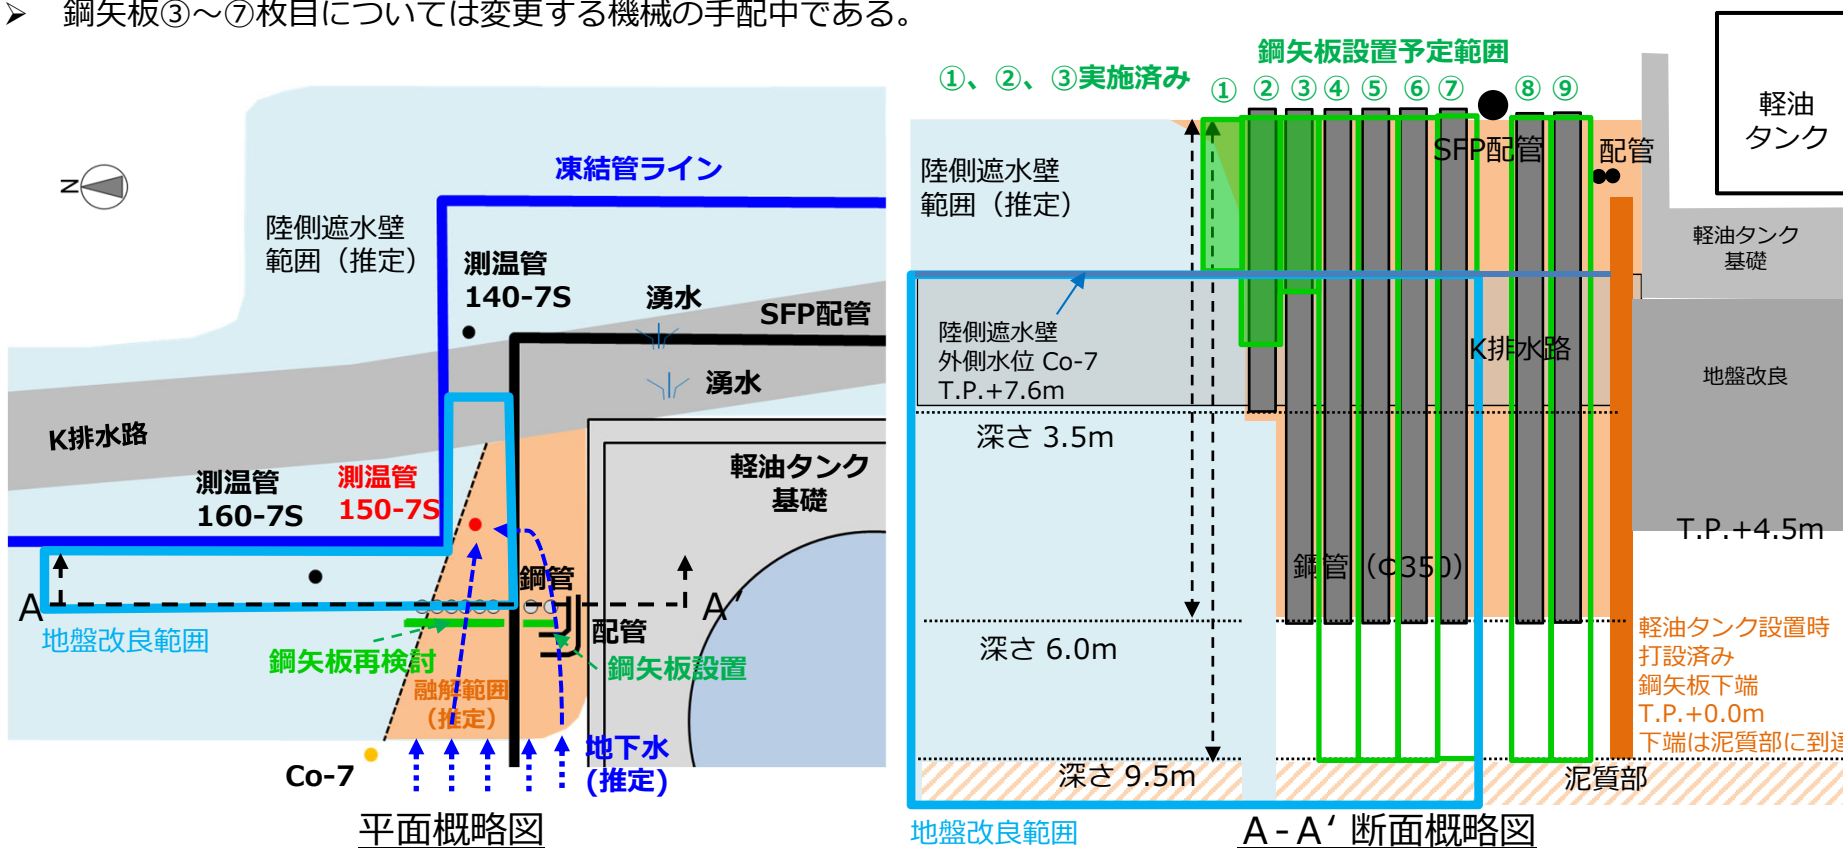 ➢ 鋼矢板③～⑦枚目については変更する機械の手配中である。
N
凍結管ライン
陸側遮水壁
範囲（推定）
測温管
140-7S
湧水
SFP配管
湧水
K排水路
測温管
160-7S
測温管
150-7S
軽油タンク
基礎
A
A’
鋼管
配管
地盤改良範囲
鋼矢板再検討
鋼矢板設置
融解範囲
（推定）
Co-7
地下水
(推定)
平面概略図
鋼矢板設置予定範囲
①、②、③実施済み
① ② ③ ④ ⑤ ⑥ ⑦ ⑧ ⑨
軽油
タンク
SFP配管
配管
陸側遮水壁
範囲（推定）
軽油タンク
基礎
陸側遮水壁
外側水位 Co-7
T.P.+7.6m
K排水路
地盤改良
深さ 3.5m
T.P.+4.5m
鋼管（Φ350）
深さ 6.0m
軽油タンク設置時
打設済み
鋼矢板下端
T.P.+0.0m
下端は泥質部に到達
深さ 9.5m
泥質部
地盤改良範囲
A-A‘ 断面概略図